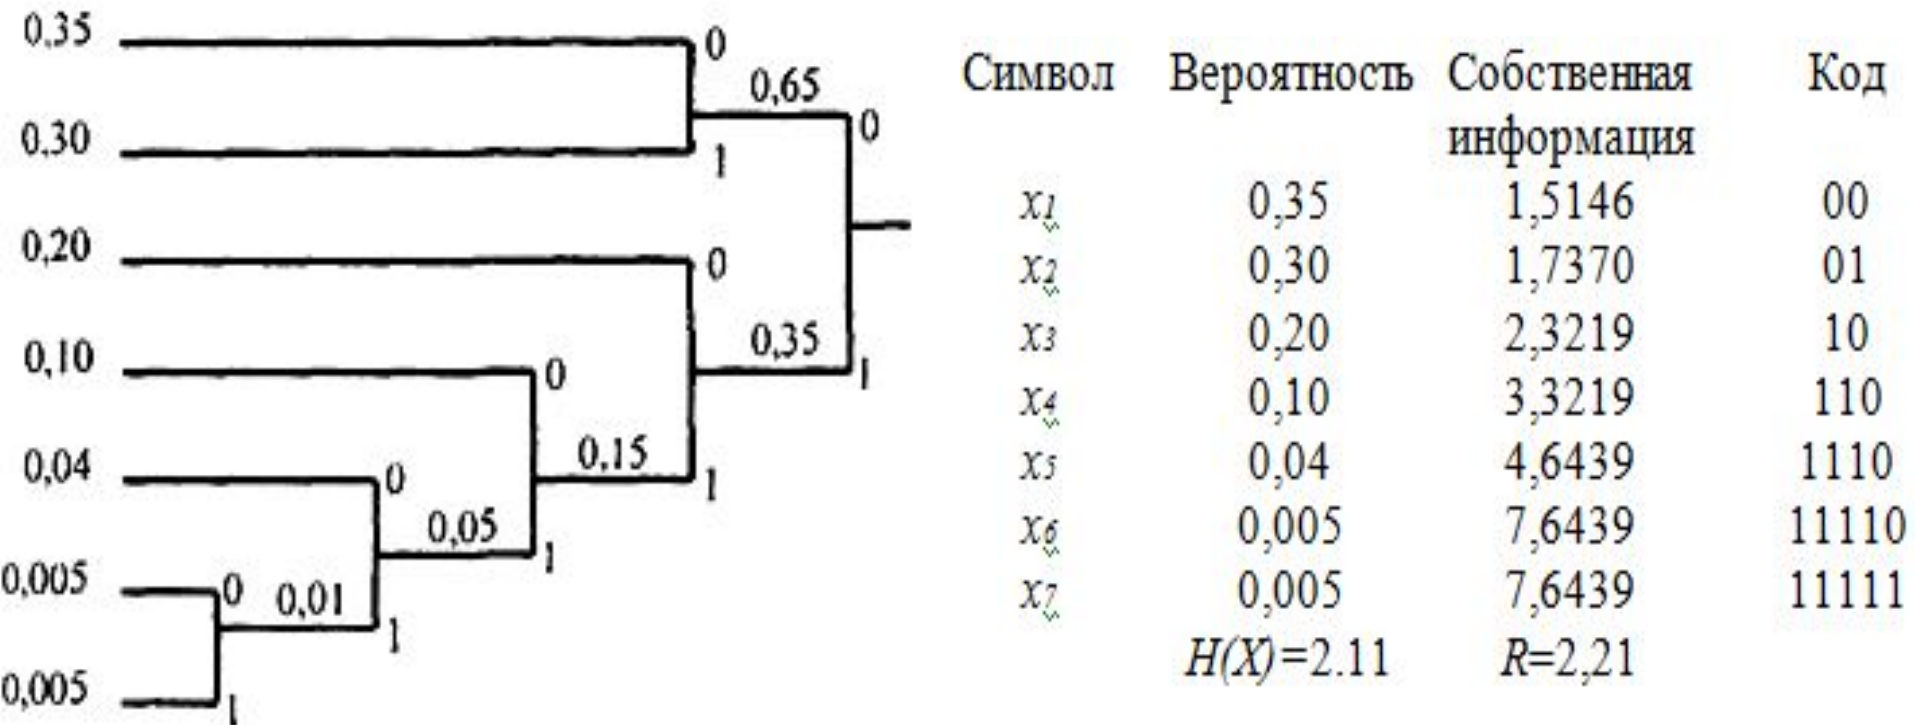 0,35
0
0,65
0
0,30
1
0,20
0
0,35
1
0,10
0
0,15
1
0,04
0
0,05
1
0,005
0
0,01
1
0,005
1
Символ Вероятность Собственная информация Код
x1 0,35 1,5146 00
x2 0,30 1,7370 01
x3 0,20 2,3219 10
x4 0,10 3,3219 110
x5 0,04 4,6439 1110
x6 0,005 7,6439 11110
x7 0,005 7,6439 11111
H(X)=2.11 R=2,21